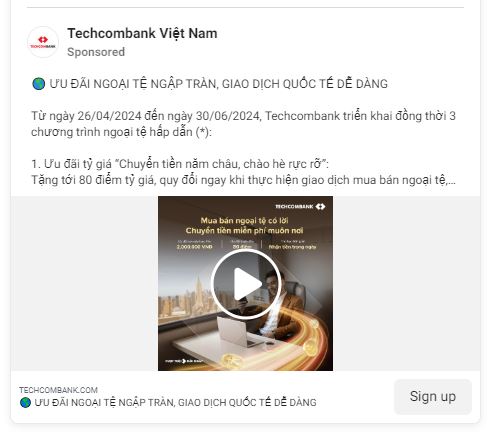 TECHCOMBANK
Techcombank Việt Nam
Sponsored
ƯU ĐÃI NGOẠI TỆ NGẬP TRÀN, GIAO DỊCH QUỐC TẾ DỄ DÀNG
Từ ngày 26/04/2024 đến ngày 30/06/2024, Techcombank triển khai đồng thời 3
chương trình ngoại tệ hấp dẫn (*):
1. Ưu đãi tỷ giá “Chuyển tiền năm châu, chào hè rực rỡ”:
Tặng tới 80 điểm tỷ giá, quy đổi ngay khi thực hiện giao dịch mua bán ngoại tệ,...
TECHCOMBANK
Mua bán ngoại tệ có lời
Chuyển tiền miễn phí muôn nơi
2.000.000 VNĐ
80 điểm
Nhận tiền trong ngày
TECHCOMBANK.COM
ƯU ĐÃI NGOẠI TỆ NGẬP TRÀN, GIAO DỊCH QUỐC TẾ DỄ DÀNG
Sign up